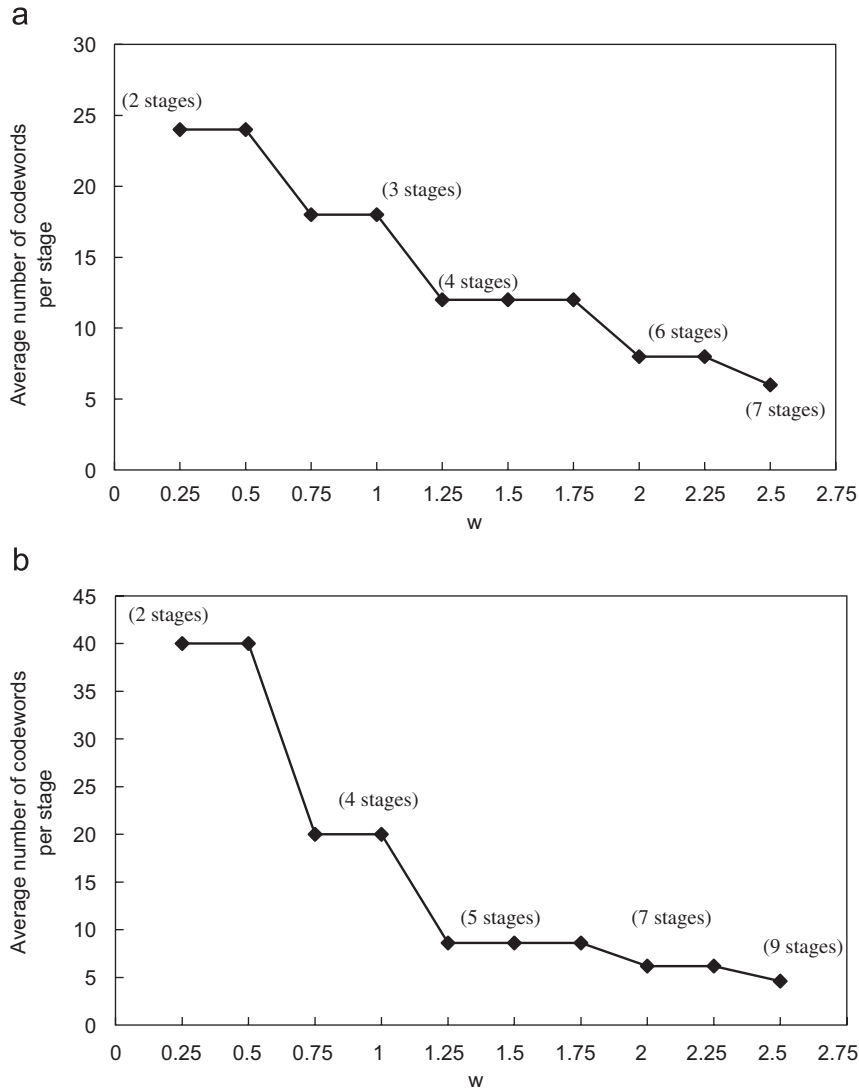 a
30
25
20
15
10
5
0
Average number of codewords
per stage
(2 stages)
(3 stages)
(4 stages)
(6 stages)
(7 stages)
0 0.25 0.5 0.75 1 1.25 1.5 1.75 2 2.25 2.5 2.75
w
b
45
40
35
30
25
20
15
10
5
0
Average number of codewords
per stage
(2 stages)
(4 stages)
(5 stages)
(7 stages)
(9 stages)
0 0.25 0.5 0.75 1 1.25 1.5 1.75 2 2.25 2.5 2.75
w